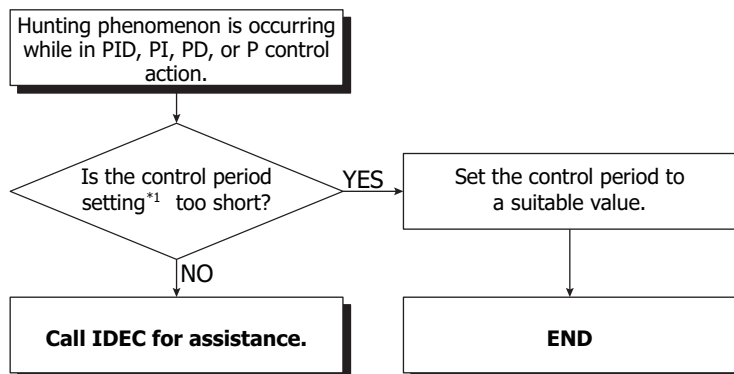 Hunting phenomenon is occurring
while in PID, PI, PD, or P control
action.
Is the control period
setting*1 too short?
YES
Set the control period to
a suitable value.
NO
Call IDEC for assistance.
END